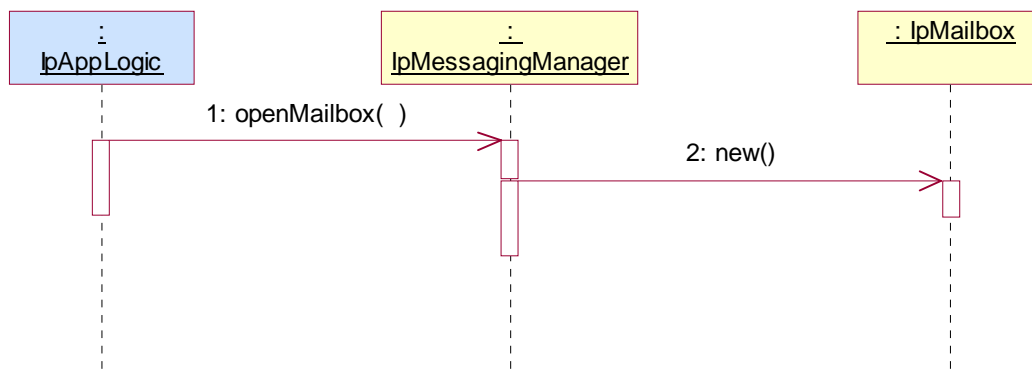 :
IpAppLogic
:
IpMessagingManager
: IpMailbox
1: openMailbox(  )
2: new()